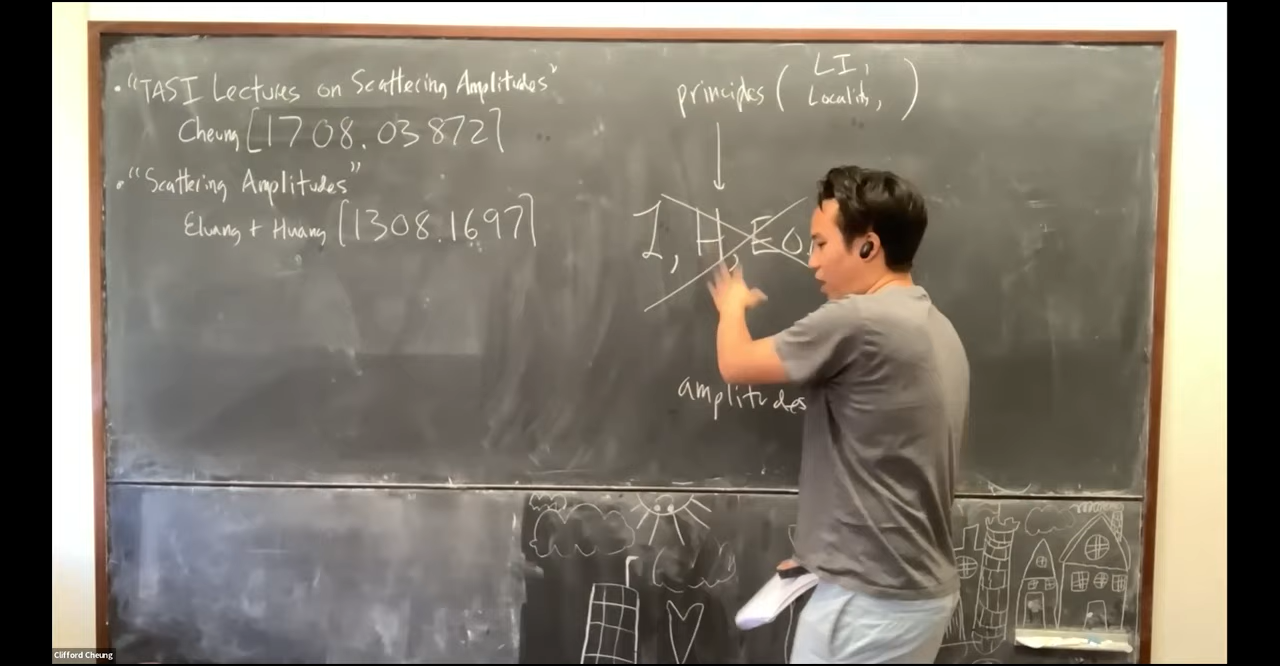 • "TASI Lectures on Scattering Amplitudes"
Cheung [1708.03872]
• "Scattering Amplitudes"
Elvang + Huang [1308.1697]
principles (LI, Locality, )
L, H, EO
amplitudes
Clifford Cheung